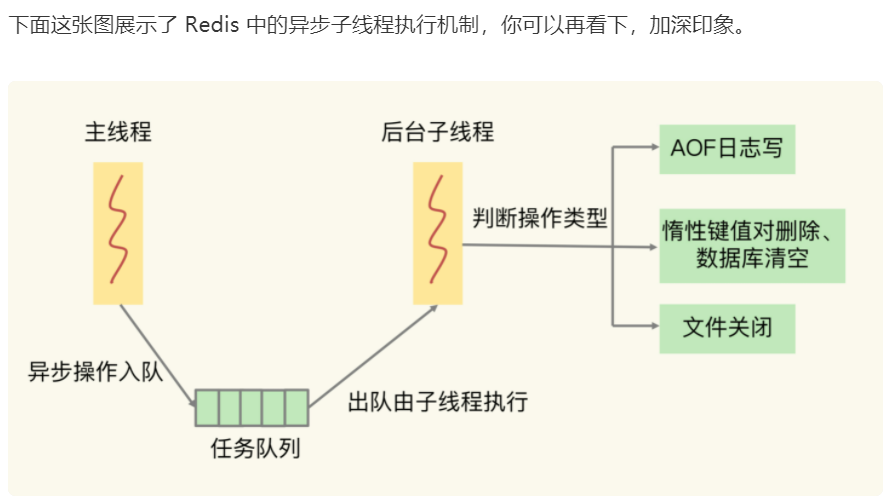 下面这张图展示了 Redis 中的异步子线程执行机制，你可以再看下，加深印象。
主线程
后台子线程
AOF日志写
判断操作类型
惰性键值对删除、
数据库清空
文件关闭
异步操作入队
出队由子线程执行
任务队列